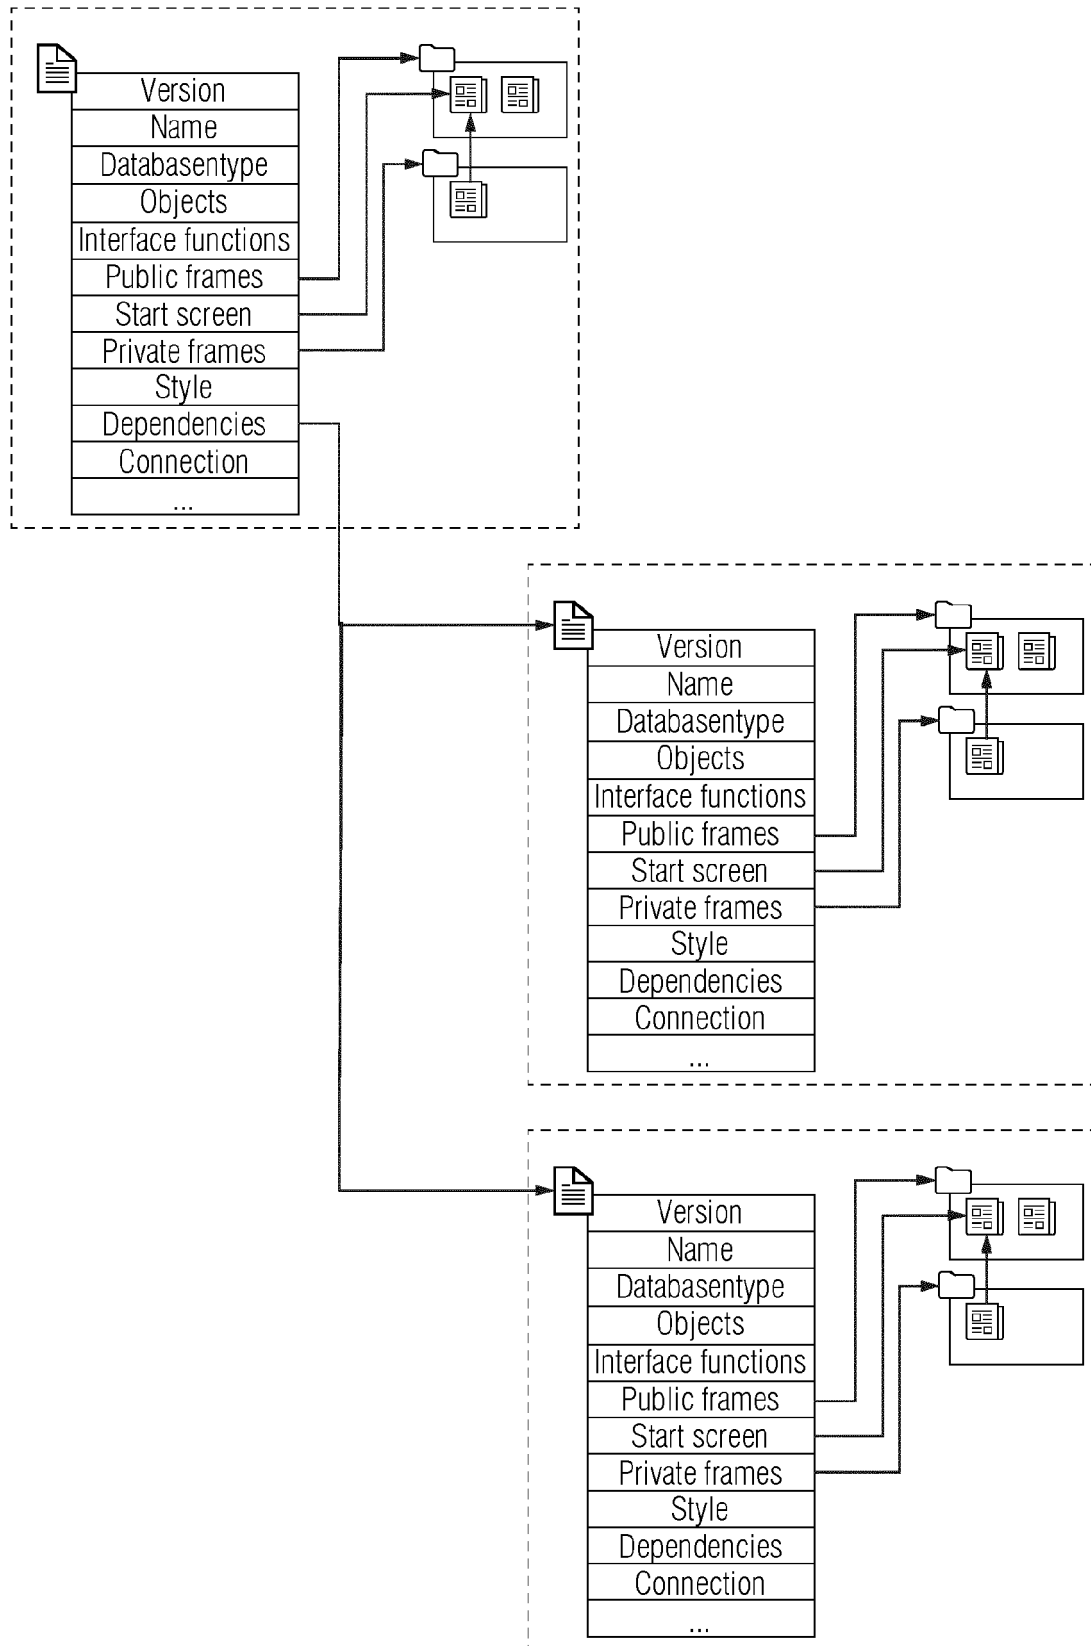 Version
Name
Databasentype
Objects
Interface functions
Public frames
Start screen
Private frames
Style
Dependencies
Connection
...
Version
Name
Databasentype
Objects
Interface functions
Public frames
Start screen
Private frames
Style
Dependencies
Connection
...
Version
Name
Databasentype
Objects
Interface functions
Public frames
Start screen
Private frames
Style
Dependencies
Connection
...